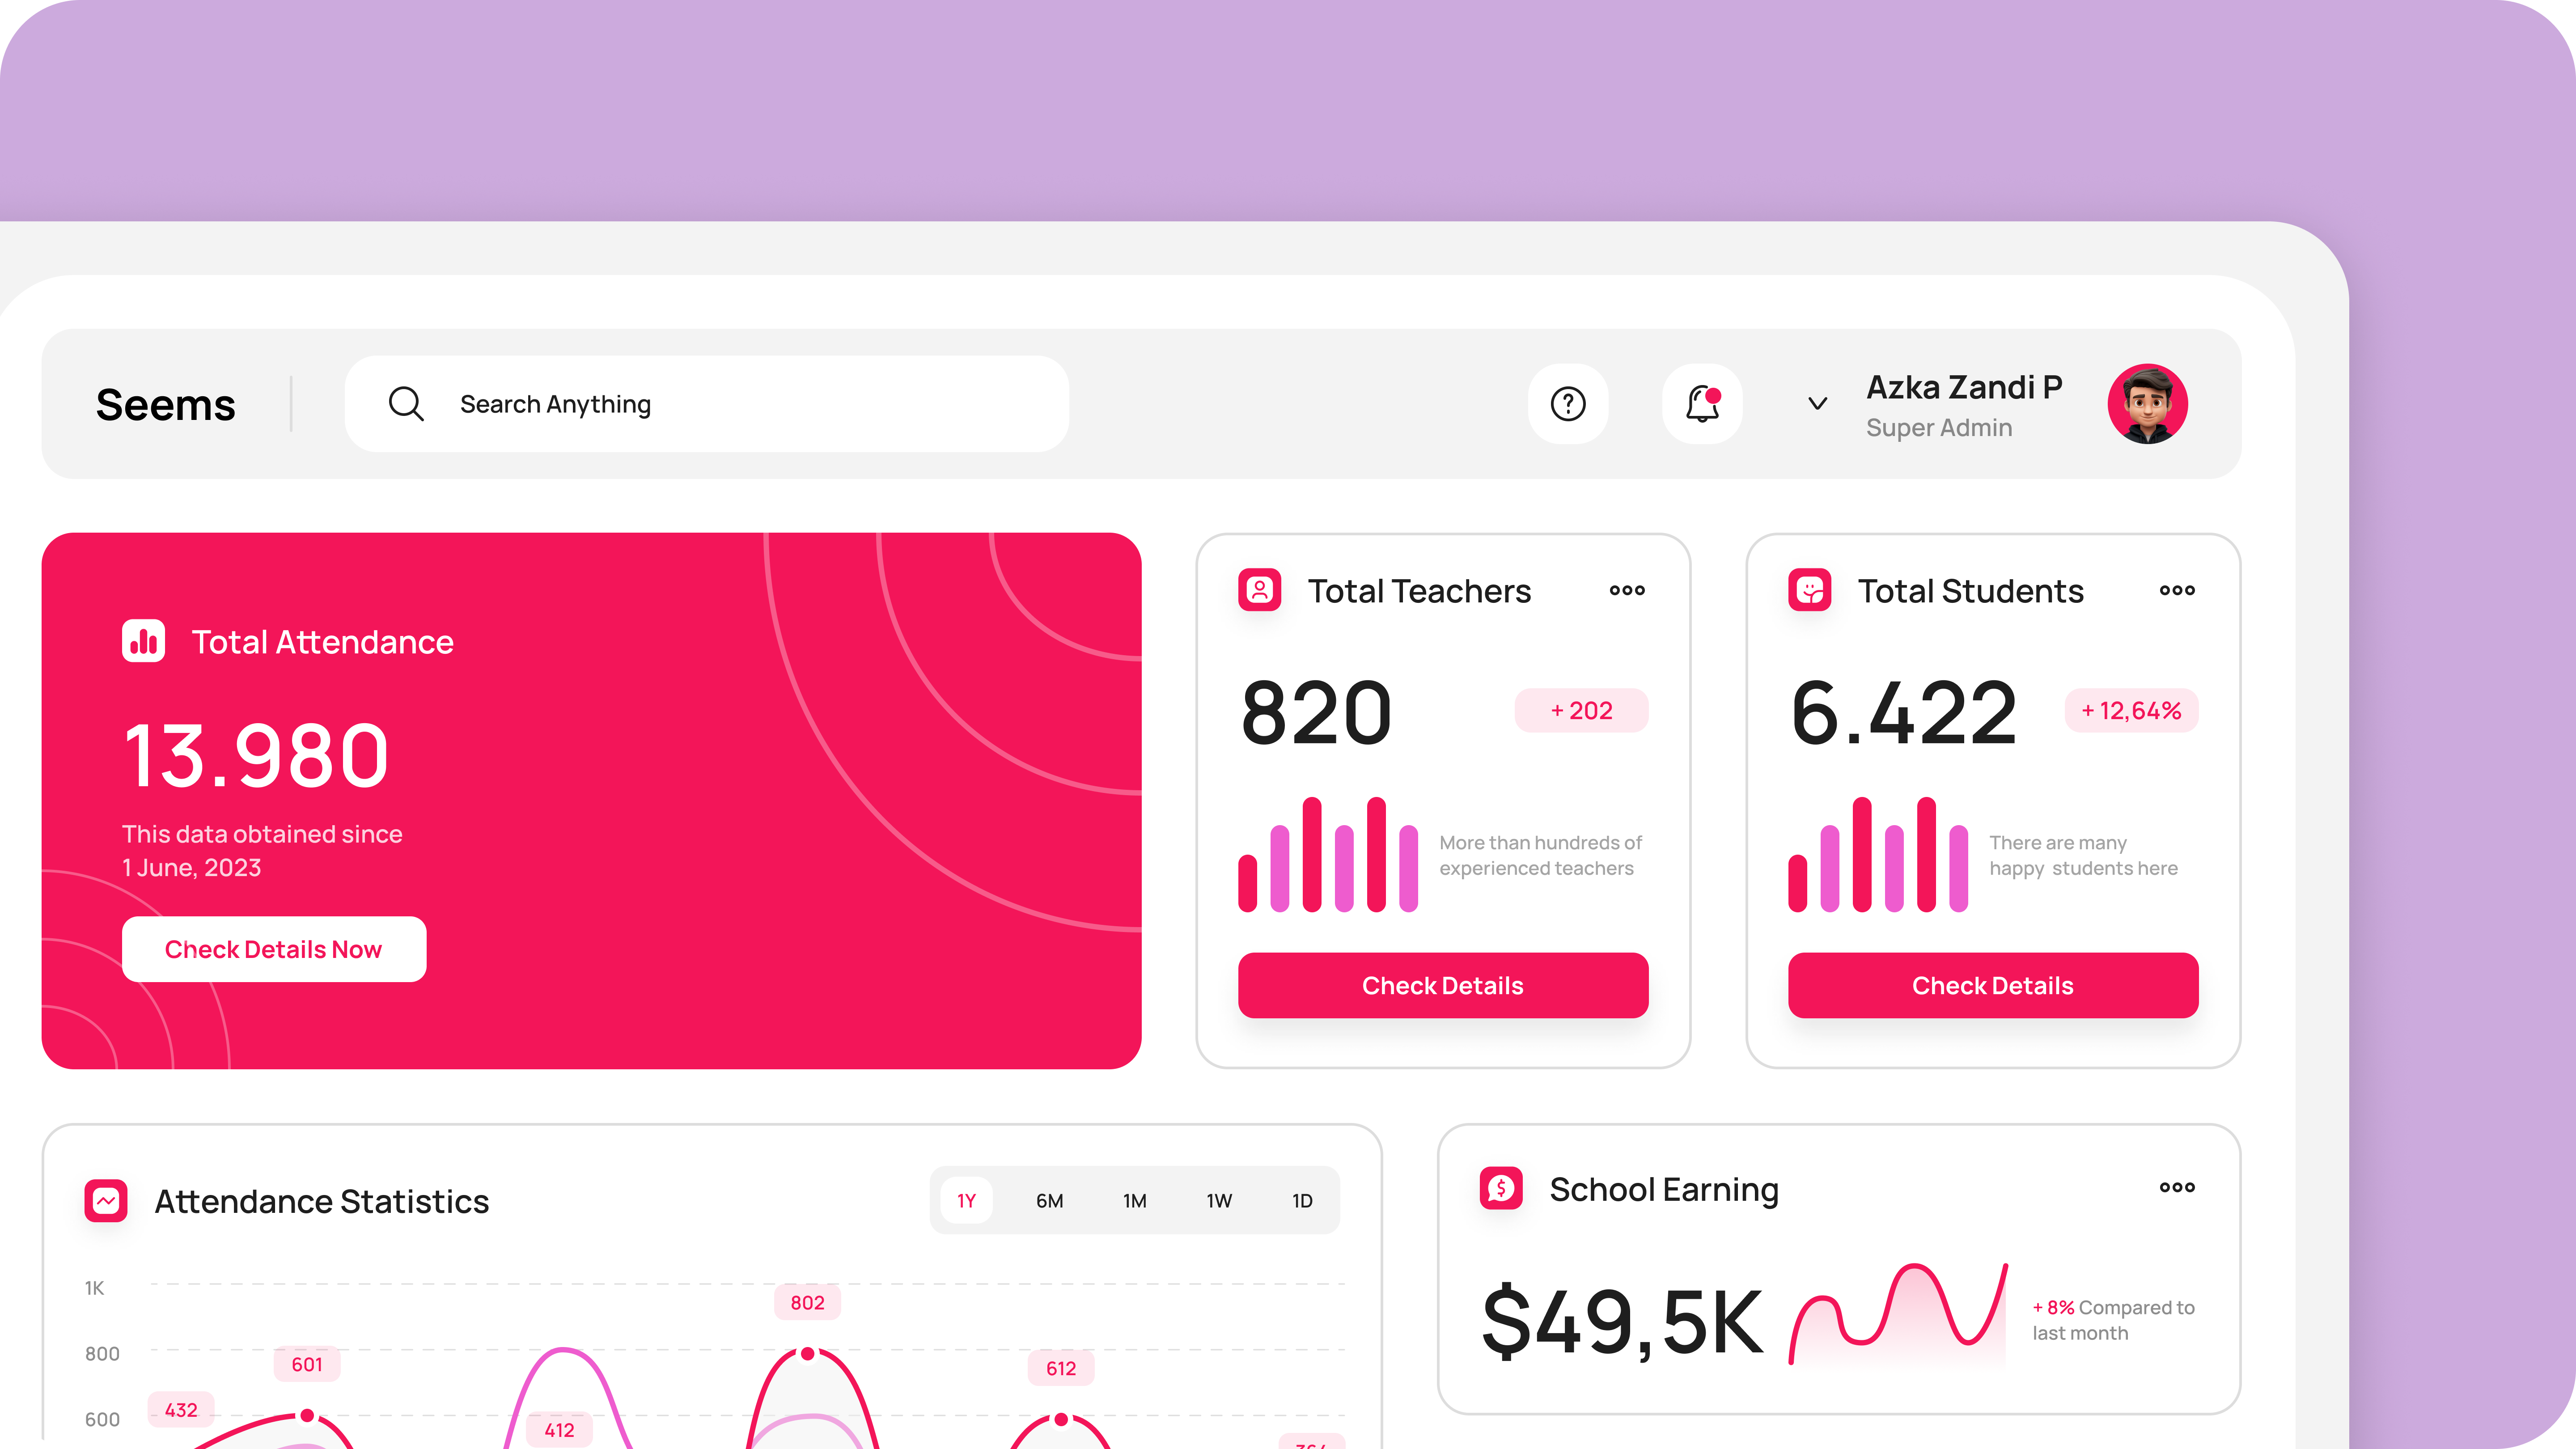 Seems
Search Anything
Azka Zandi P
Super Admin
Total Attendance
13.980
This data obtained since
1 June, 2023
Check Details Now
Total Teachers
820
+ 202
More than hundreds of
experienced teachers
Check Details
Total Students
6.422
+ 12,64%
There are many
happy students here
Check Details
Attendance Statistics
1Y 6M 1M 1W 1D
1K
800
600
432
601
412
802
612
School Earning
$49,5K
+ 8% Compared to
last month